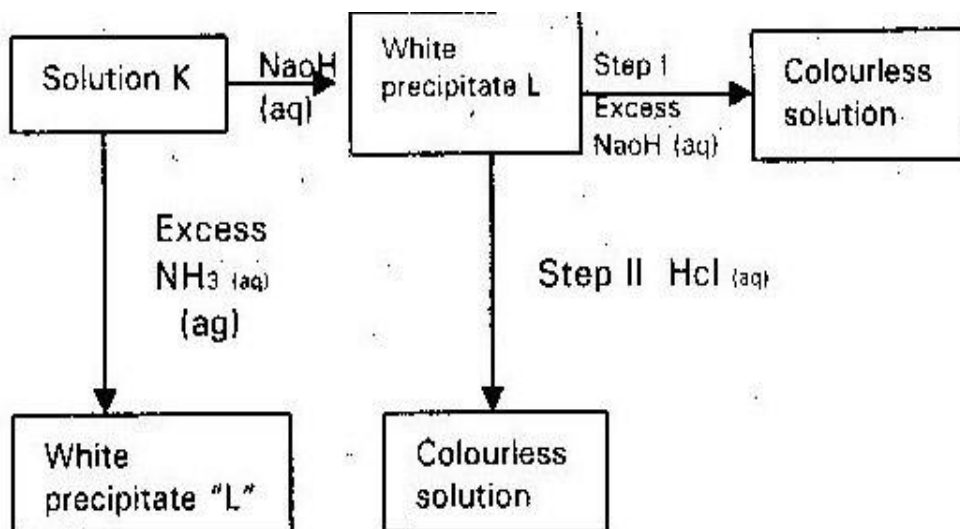 Solution K
NaoH
(aq)
White
precipitate L
Step I
Excess
NaoH (aq)
Colourless
solution
Excess
NH₃ (aq)
(ag)
Step II Hcl (aq)
White
precipitate "L"
Colourless
solution